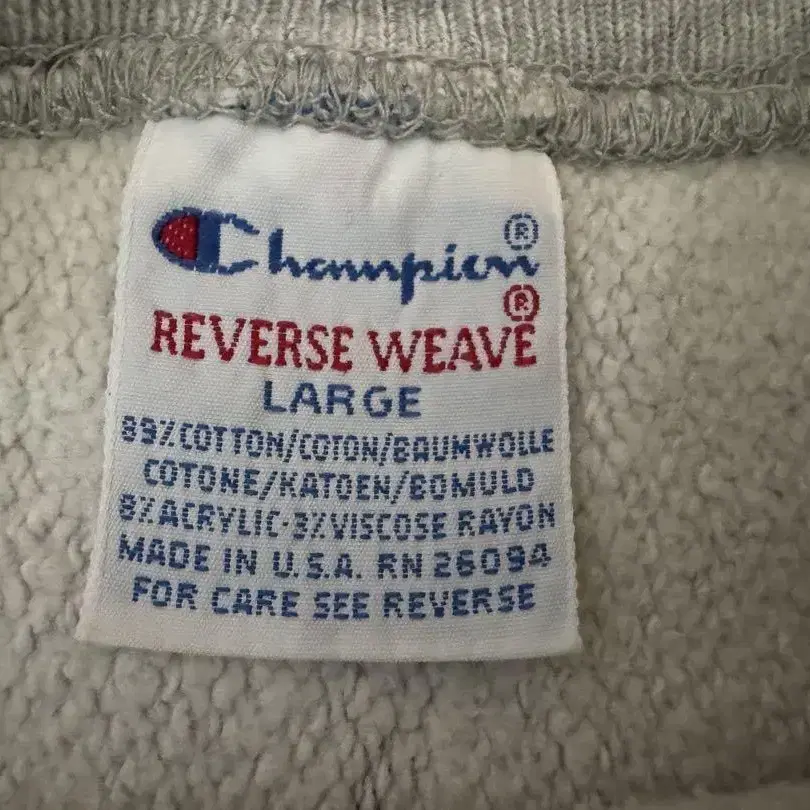 Champion®
REVERSE WEAVE®
LARGE
89% COTTON/COTON/BAUMWOLLE
COTONE/KATOEN/BOMULD
8% ACRYLIC-3% VISCOSE RAYON
MADE IN U.S.A. RN 26094
FOR CARE SEE REVERSE